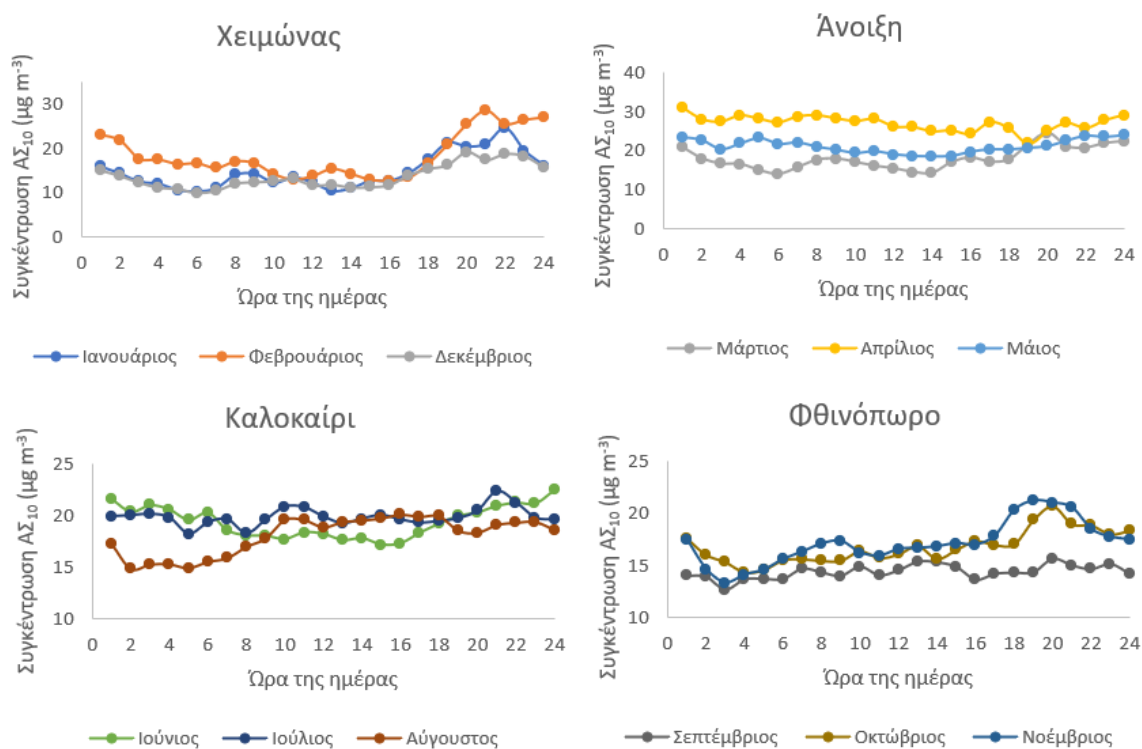 Χειμώνας
Συγκέντρωση ΑΣ₁₀ (μg m⁻³)
30
20
10
0
0 2 4 6 8 10 12 14 16 18 20 22 24
Ώρα της ημέρας
Ιανουάριος Φεβρουάριος Δεκέμβριος
Άνοιξη
Συγκέντρωση ΑΣ₁₀ (μg m⁻³)
40
30
20
10
0
0 2 4 6 8 10 12 14 16 18 20 22 24
Ώρα της ημέρας
Μάρτιος Απρίλιος Μάιος
Καλοκαίρι
Συγκέντρωση ΑΣ₁₀ (μg m⁻³)
25
20
15
10
0 2 4 6 8 10 12 14 16 18 20 22 24
Ώρα της ημέρας
Ιούνιος Ιούλιος Αύγουστος
Φθινόπωρο
Συγκέντρωση ΑΣ₁₀ (μg m⁻³)
25
20
15
10
0 2 4 6 8 10 12 14 16 18 20 22 24
Ώρα της ημέρας
Σεπτέμβριος Οκτώβριος Νοέμβριος